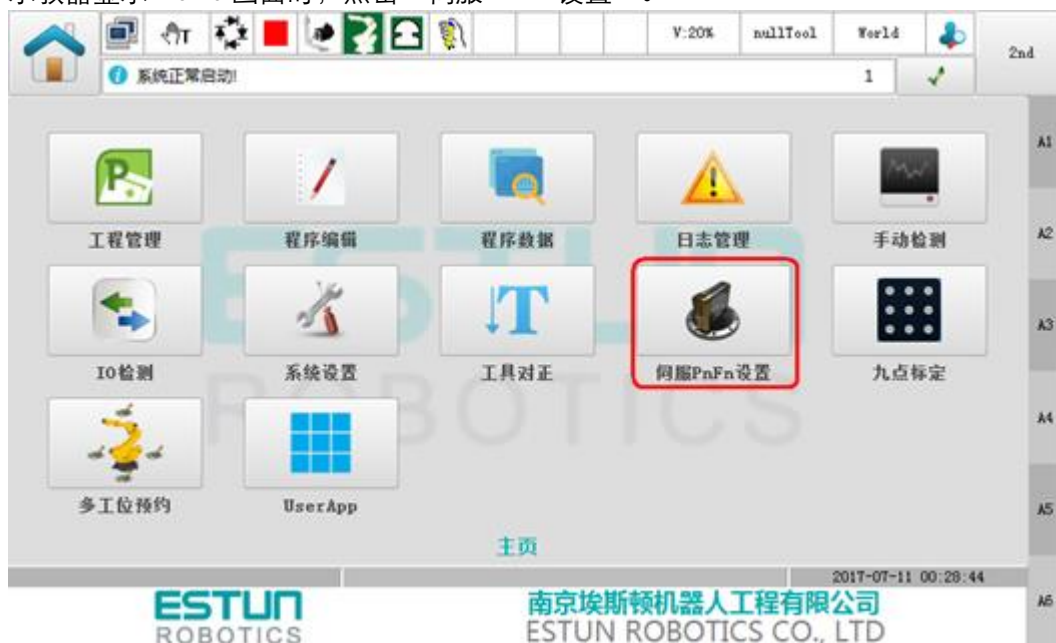 V:20% nullTool World 2nd
系统正常启动! 1
A1
工程管理 程序编辑 程序数据 日志管理 手动检测
A2
IO检测 系统设置 工具对正 伺服PnFn设置 九点标定
A3
A4
多工位预约 UserApp
A5
主页
2017-07-11 00:28:44
ESTUN 南京埃斯顿机器人工程有限公司
A6
ROBOTICS ESTUN ROBOTICS CO., LTD